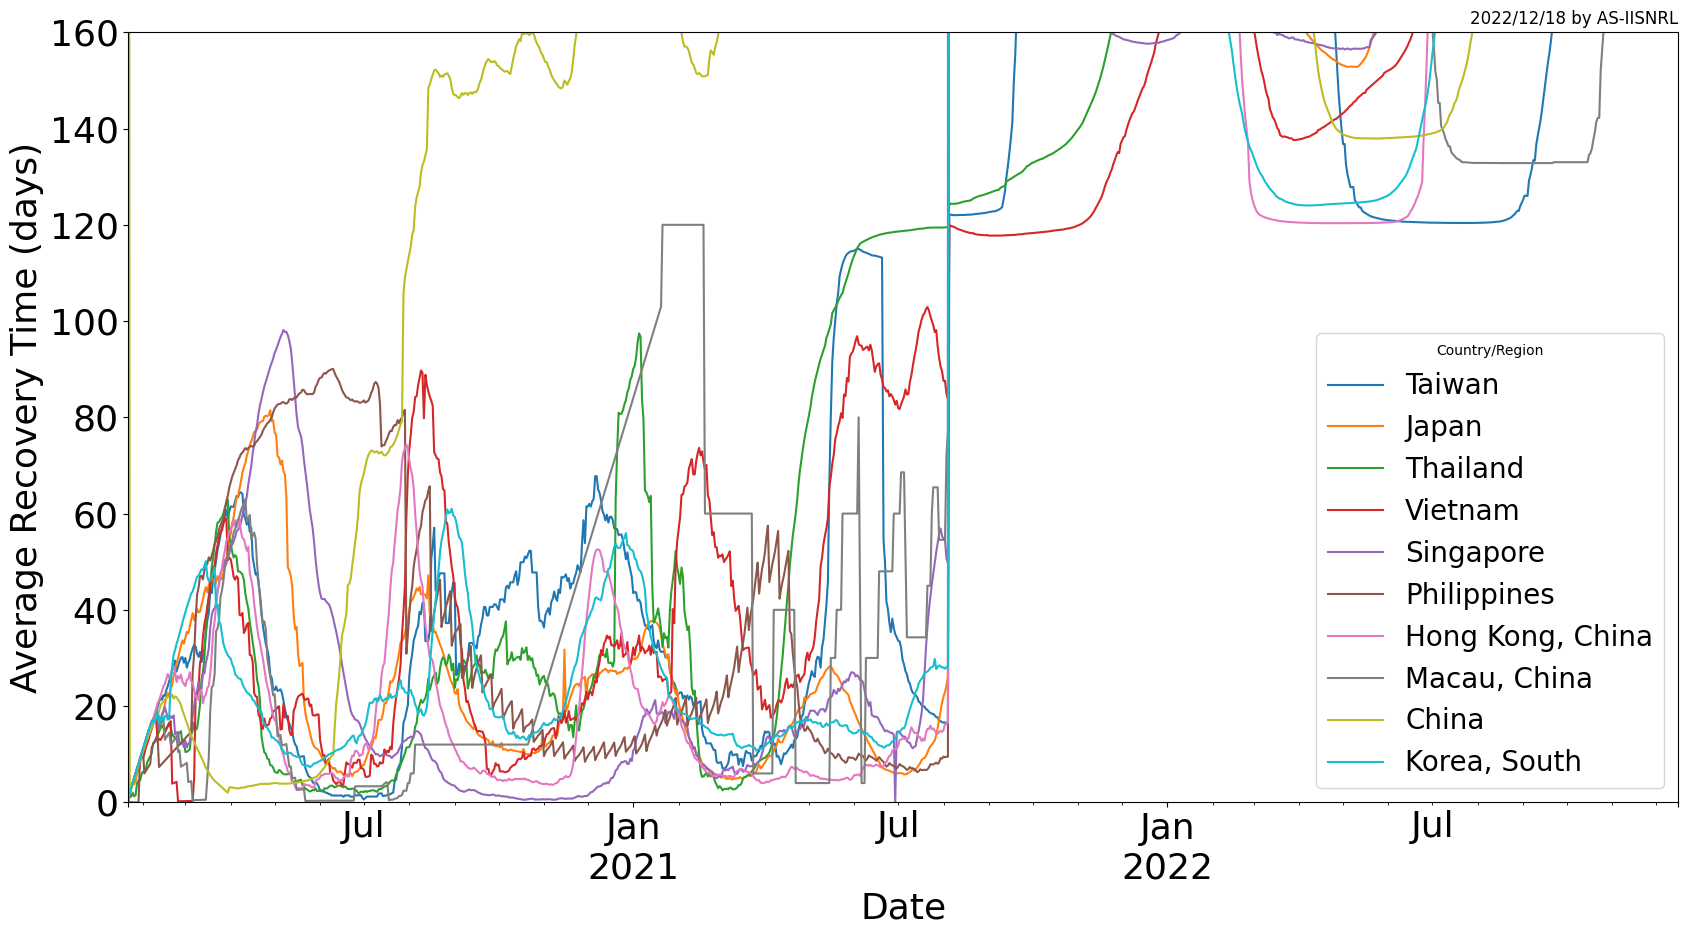 2022/12/18 by AS-IISNRL
160
140
120
100
80
60
40
20
0
Average Recovery Time (days)
Country/Region
Taiwan
Japan
Thailand
Vietnam
Singapore
Philippines
Hong Kong, China
Macau, China
China
Korea, South
Jul
Jan
2021
Jul
Jan
2022
Jul
Date